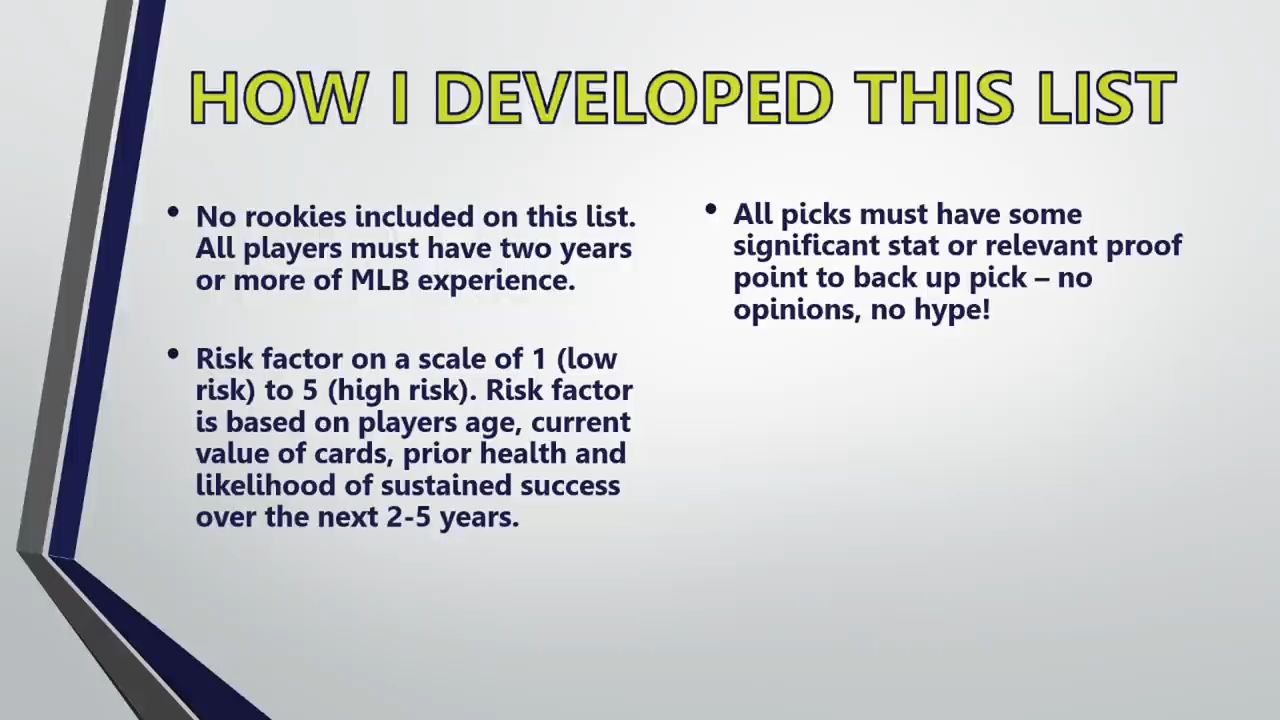 HOW I DEVELOPED THIS LIST
• No rookies included on this list.
All players must have two years
or more of MLB experience.
• Risk factor on a scale of 1 (low
risk) to 5 (high risk). Risk factor
is based on players age, current
value of cards, prior health and
likelihood of sustained success
over the next 2-5 years.
• All picks must have some
significant stat or relevant proof
point to back up pick – no
opinions, no hype!